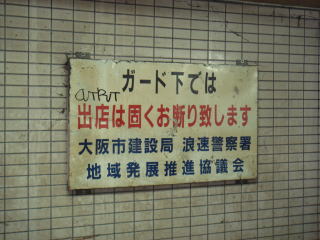 ガード下では
出店は固くお断り致します
大阪市建設局 浪速警察署
地域発展推進協議会